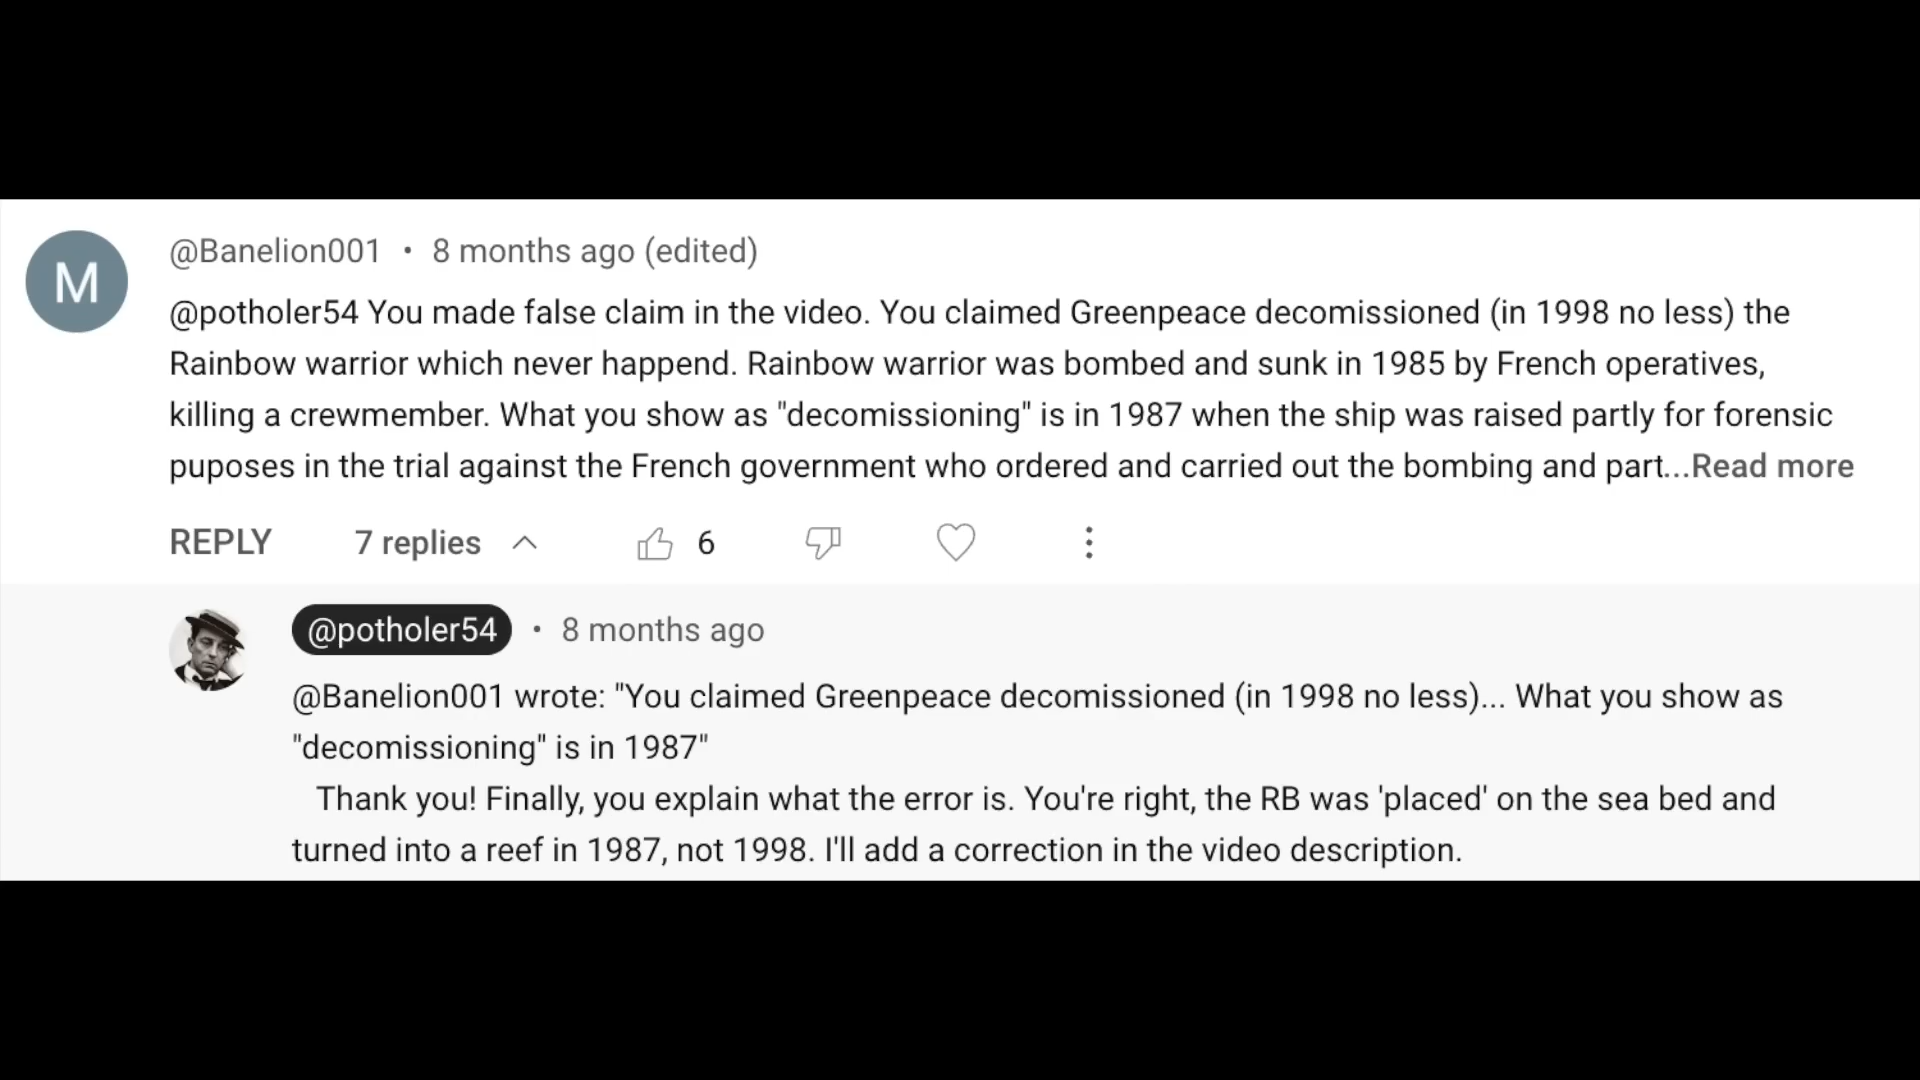 M
@Banelion001 • 8 months ago (edited)
@potholer54 You made false claim in the video. You claimed Greenpeace decomissioned (in 1998 no less) the
Rainbow warrior which never happend. Rainbow warrior was bombed and sunk in 1985 by French operatives,
killing a crewmember. What you show as "decomissioning" is in 1987 when the ship was raised partly for forensic
puposes in the trial against the French government who ordered and carried out the bombing and part...Read more
REPLY 7 replies 6
@potholer54 • 8 months ago
@Banelion001 wrote: "You claimed Greenpeace decomissioned (in 1998 no less)... What you show as
"decomissioning" is in 1987"
Thank you! Finally, you explain what the error is. You're right, the RB was 'placed' on the sea bed and
turned into a reef in 1987, not 1998. I'll add a correction in the video description.